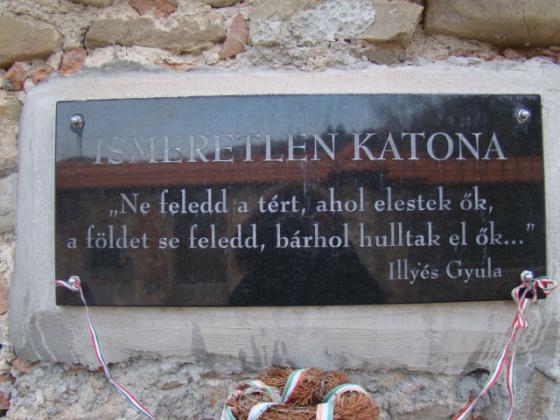 ISMERETLEN KATONA
„Ne feledd a tért, ahol elestek ők,
a földet se feledd, bárhol hulltak el ők..."
Illyés Gyula